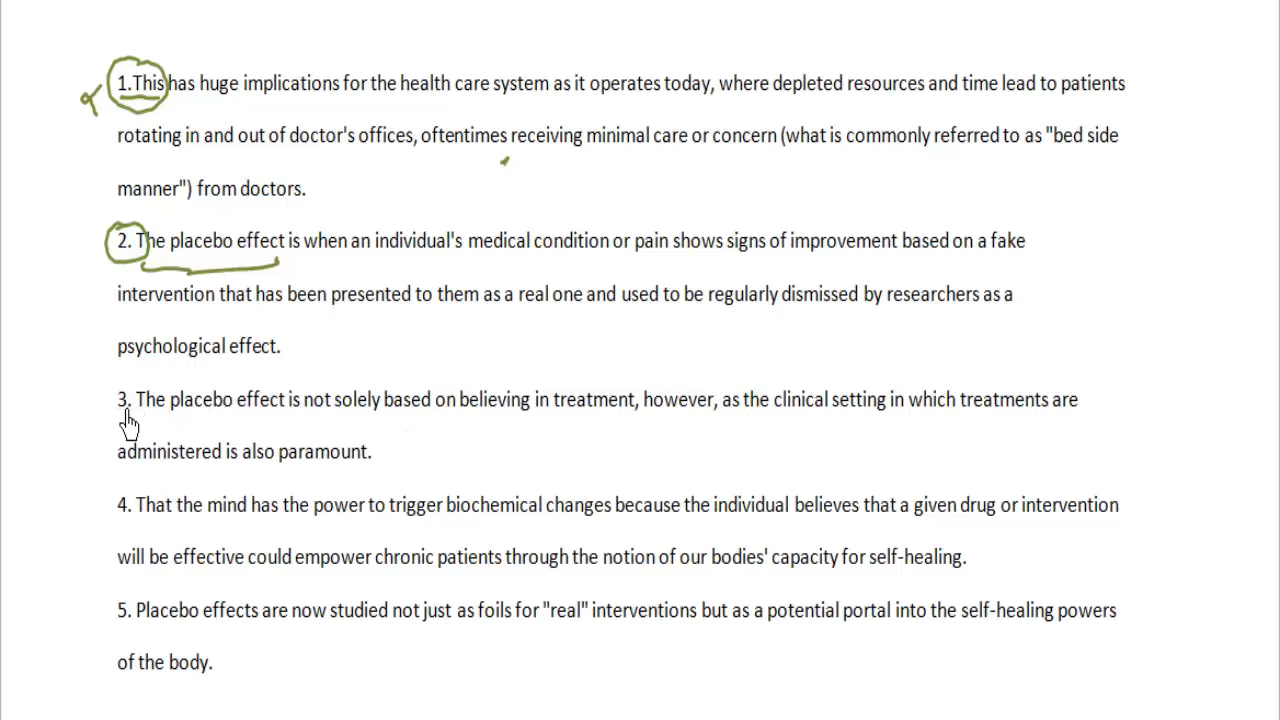 1.This has huge implications for the health care system as it operates today, where depleted resources and time lead to patients
rotating in and out of doctor's offices, oftentimes receiving minimal care or concern (what is commonly referred to as "bed side
manner") from doctors.
2. The placebo effect is when an individual's medical condition or pain shows signs of improvement based on a fake
intervention that has been presented to them as a real one and used to be regularly dismissed by researchers as a
psychological effect.
3. The placebo effect is not solely based on believing in treatment, however, as the clinical setting in which treatments are
administered is also paramount.
4. That the mind has the power to trigger biochemical changes because the individual believes that a given drug or intervention
will be effective could empower chronic patients through the notion of our bodies' capacity for self-healing.
5. Placebo effects are now studied not just as foils for "real" interventions but as a potential portal into the self-healing powers
of the body.